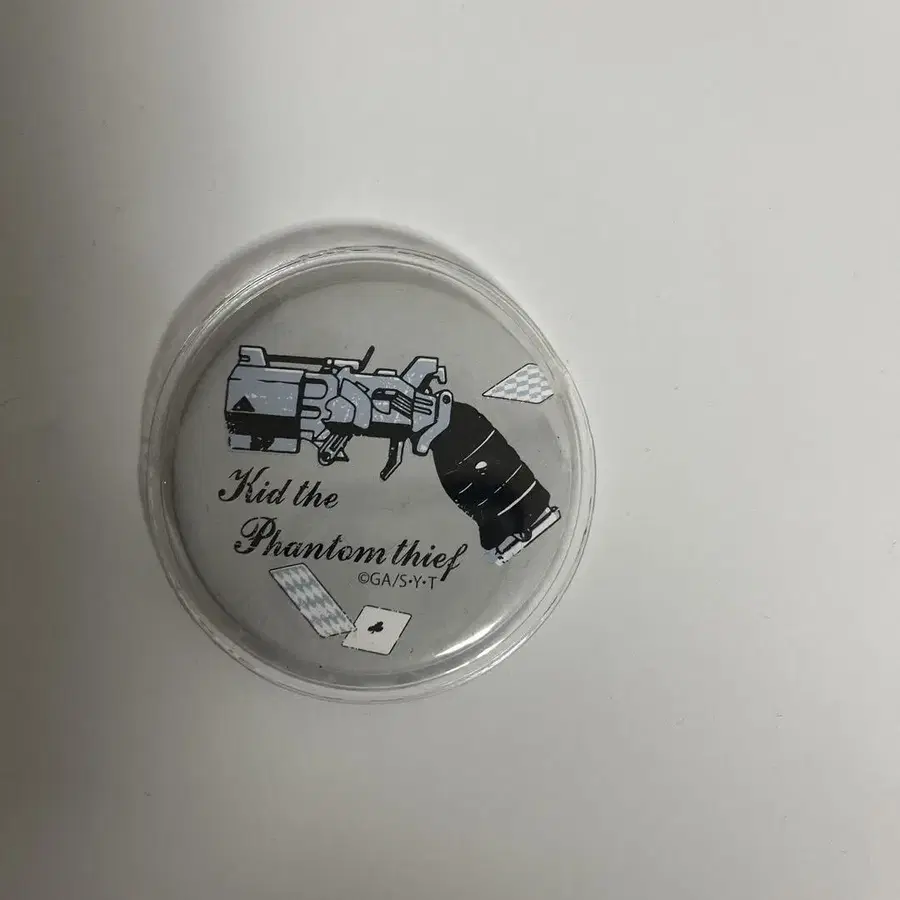 Kid the
Phantom thief
©GA/S·Y·T